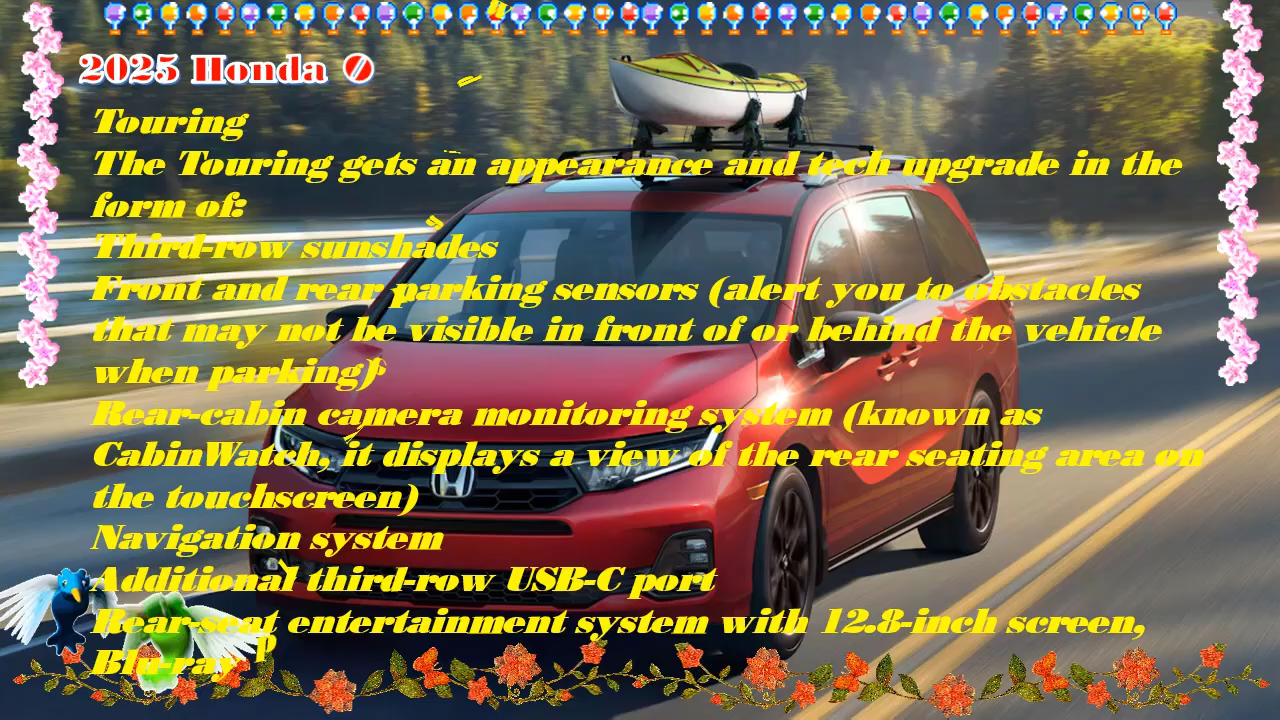 2025 Honda
Touring
The Touring gets an appearance and tech upgrade in the
form of:
Third-row sunshades
Front and rear parking sensors (alert you to obstacles
that may not be visible in front of or behind the vehicle
when parking)
Rear-cabin camera monitoring system (known as
CabinWatch, it displays a view of the rear seating area on
the touchscreen)
Navigation system
Additional third-row USB-C port
Rear-seat entertainment system with 12.8-inch screen,
Blu-ray p